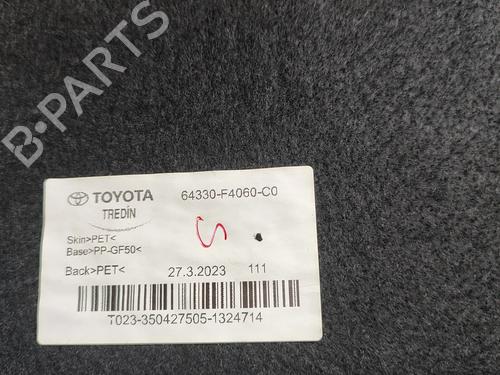 B-PARTS
TOYOTA
64330-F4060-C0
TREDİN
Skin>PET<
Base>PP-GF50<
S
Back>PET<
27.3.2023
111
T023-350427505-1324714